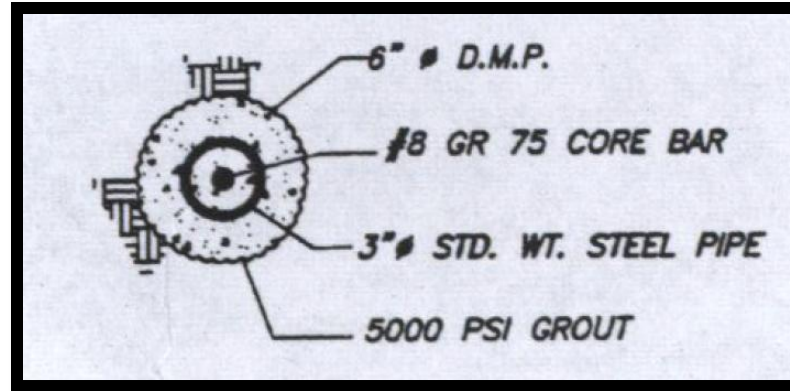 6" ø D.M.P.
#8 GR 75 CORE BAR
3"ø STD. WT. STEEL PIPE
5000 PSI GROUT